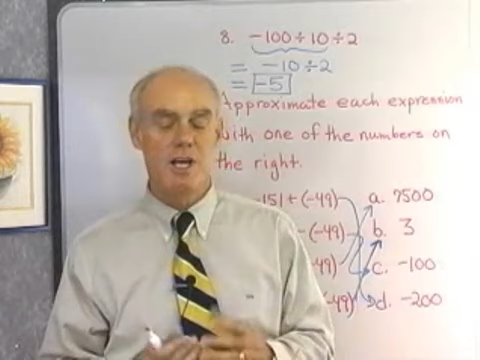 8. -100÷10÷2
= -10÷2
= -5
Approximate each expression
with one of the numbers on
the right.
-151 + (-49) a. 7500
- (-49) b. 3
-49) c. -100
(-49) d. -200